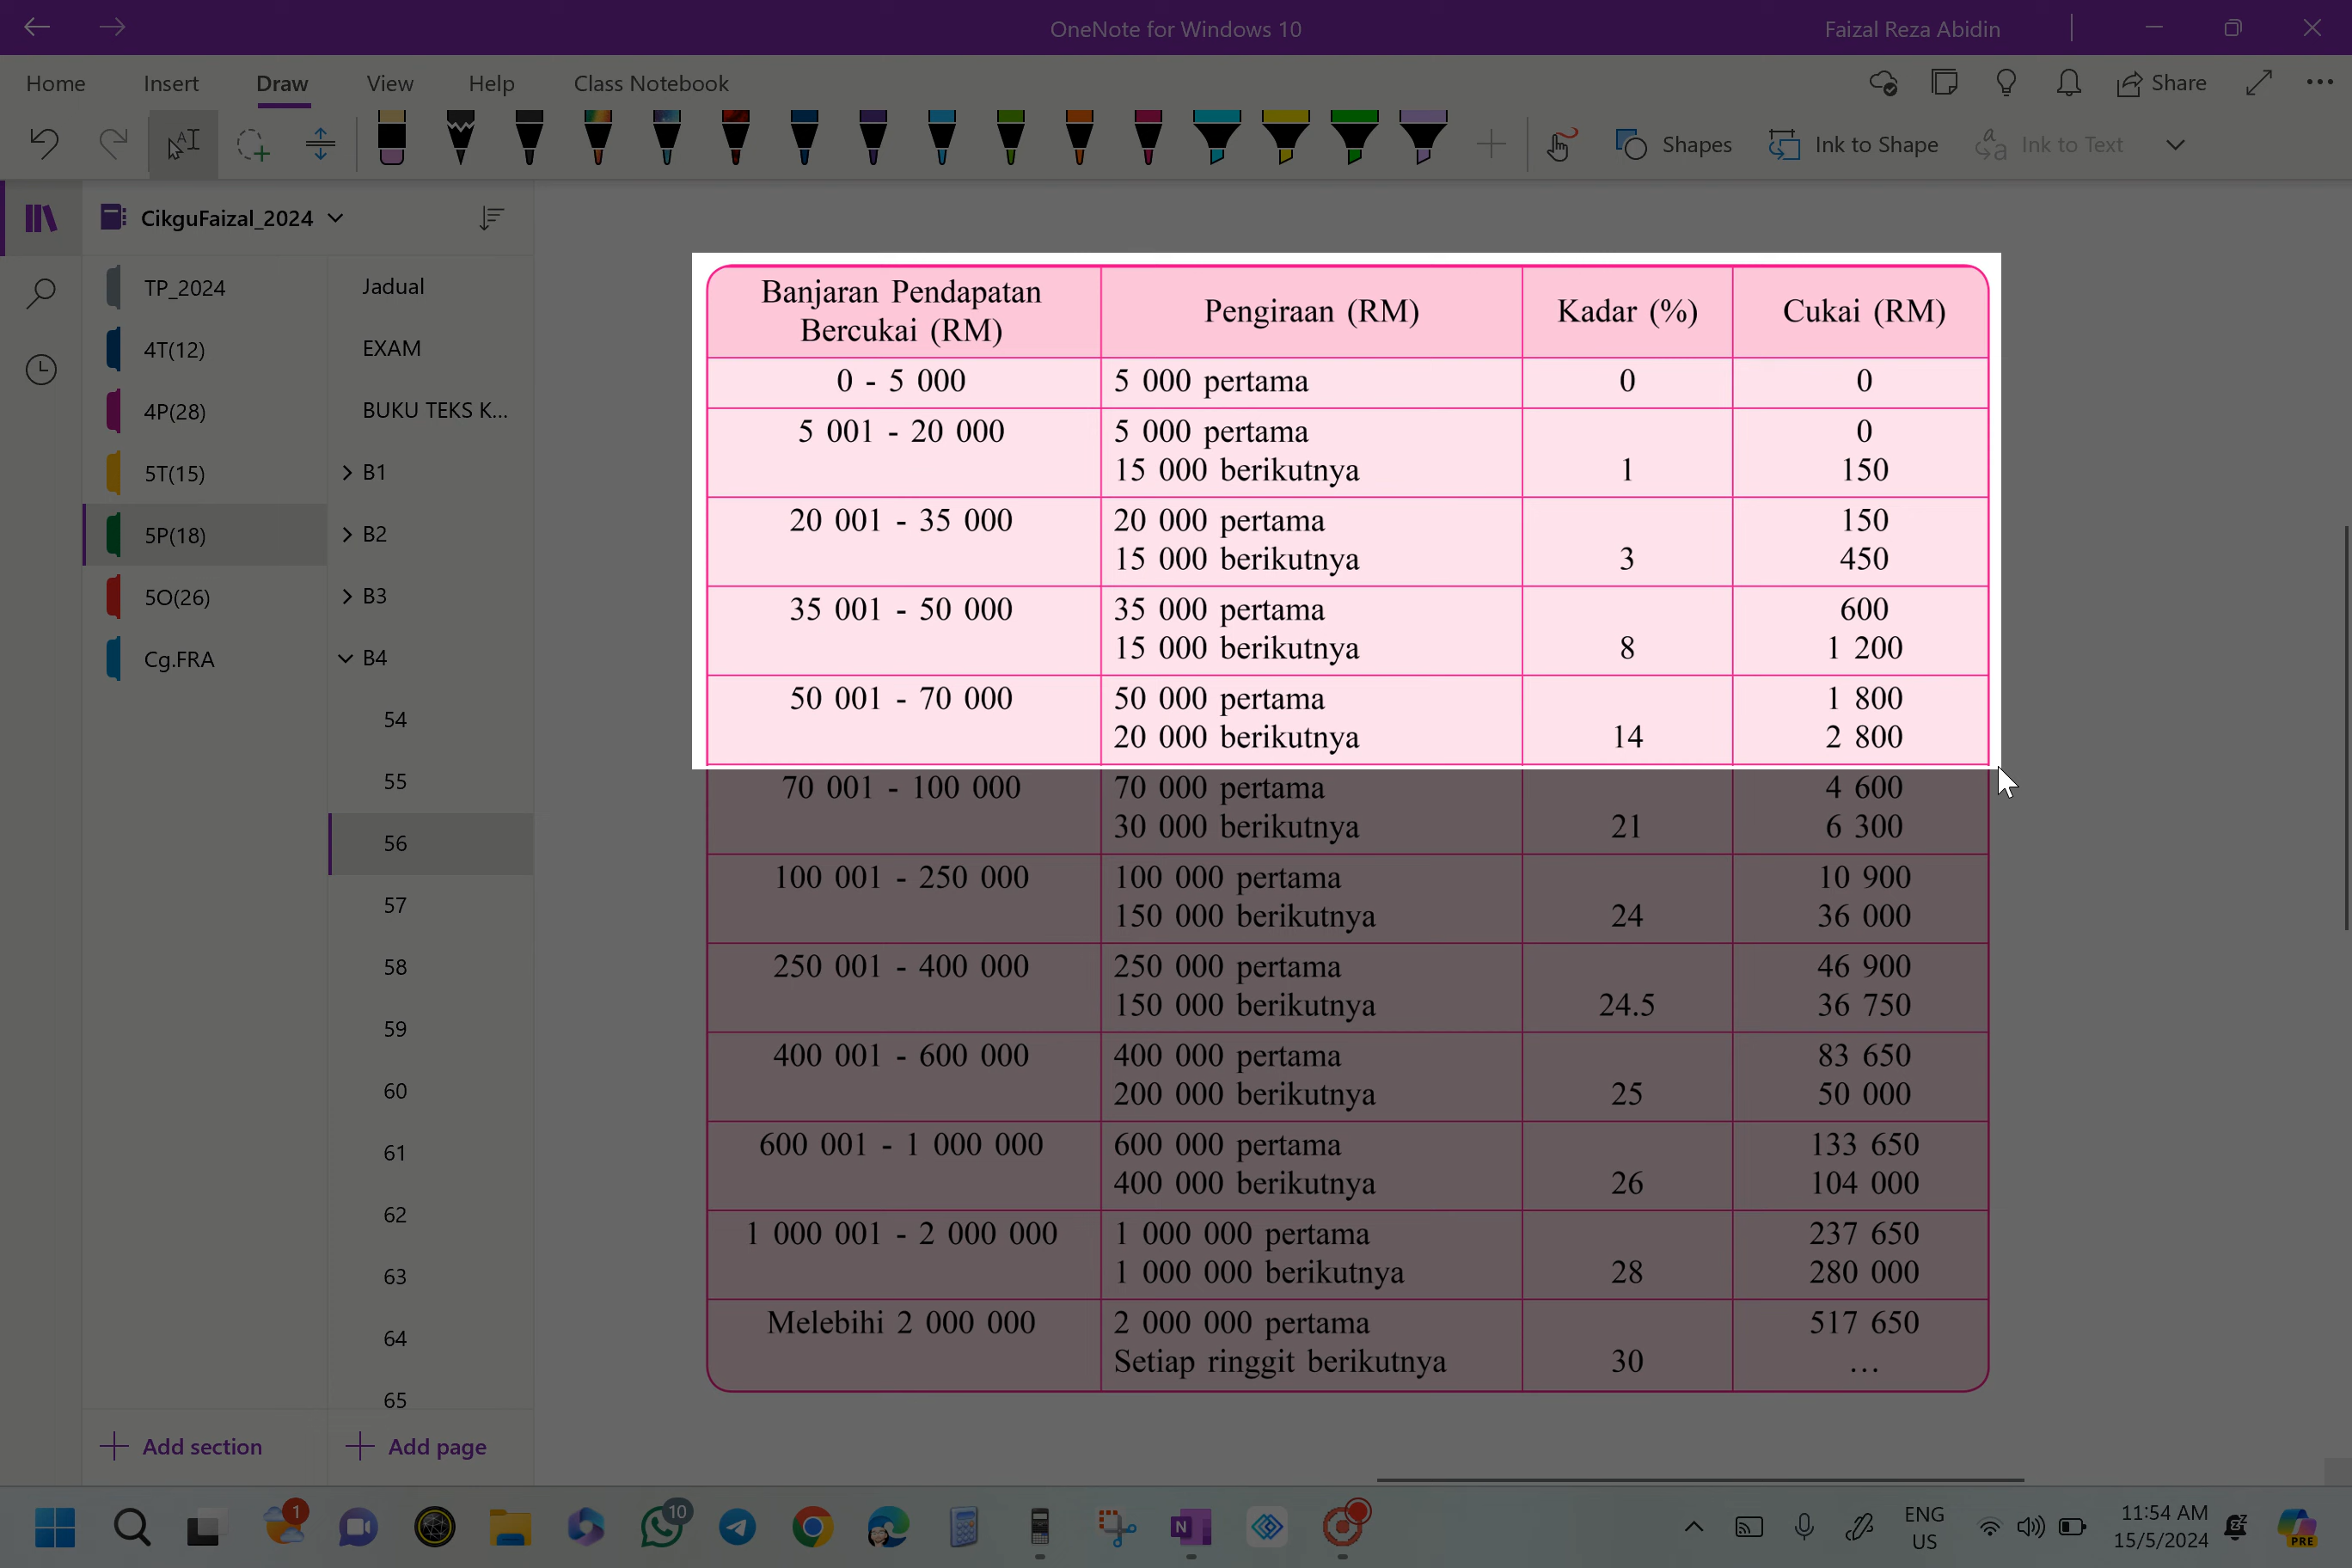 OneNote for Windows 10
Faizal Reza Abidin
Home Insert Draw View Help Class Notebook
Share
Shapes Ink to Shape Ink to Text
CikguFaizal_2024
TP_2024
4T(12)
4P(28)
5T(15)
5P(18)
5O(26)
Cg.FRA
Jadual
EXAM
BUKU TEKS K...
B1
B2
B3
B4
54
55
56
57
58
59
60
61
62
63
64
65
Add section
Add page
Banjaran Pendapatan
Bercukai (RM)
Pengiraan (RM)
Kadar (%)
Cukai (RM)
0 - 5 000 5 000 pertama 0 0
5 001 - 20 000 5 000 pertama 0
15 000 berikutnya 1 150
20 001 - 35 000 20 000 pertama 150
15 000 berikutnya 3 450
35 001 - 50 000 35 000 pertama 600
15 000 berikutnya 8 1 200
50 001 - 70 000 50 000 pertama 1 800
20 000 berikutnya 14 2 800
70 001 - 100 000 70 000 pertama 4 600
30 000 berikutnya 21 6 300
100 001 - 250 000 100 000 pertama 10 900
150 000 berikutnya 24 36 000
250 001 - 400 000 250 000 pertama 46 900
150 000 berikutnya 24.5 36 750
400 001 - 600 000 400 000 pertama 83 650
200 000 berikutnya 25 50 000
600 001 - 1 000 000 600 000 pertama 133 650
400 000 berikutnya 26 104 000
1 000 001 - 2 000 000 1 000 000 pertama 237 650
1 000 000 berikutnya 28 280 000
Melebihi 2 000 000 2 000 000 pertama 517 650
Setiap ringgit berikutnya 30 ...
1
10
N
ENG
US
11:54 AM
15/5/2024
PRE